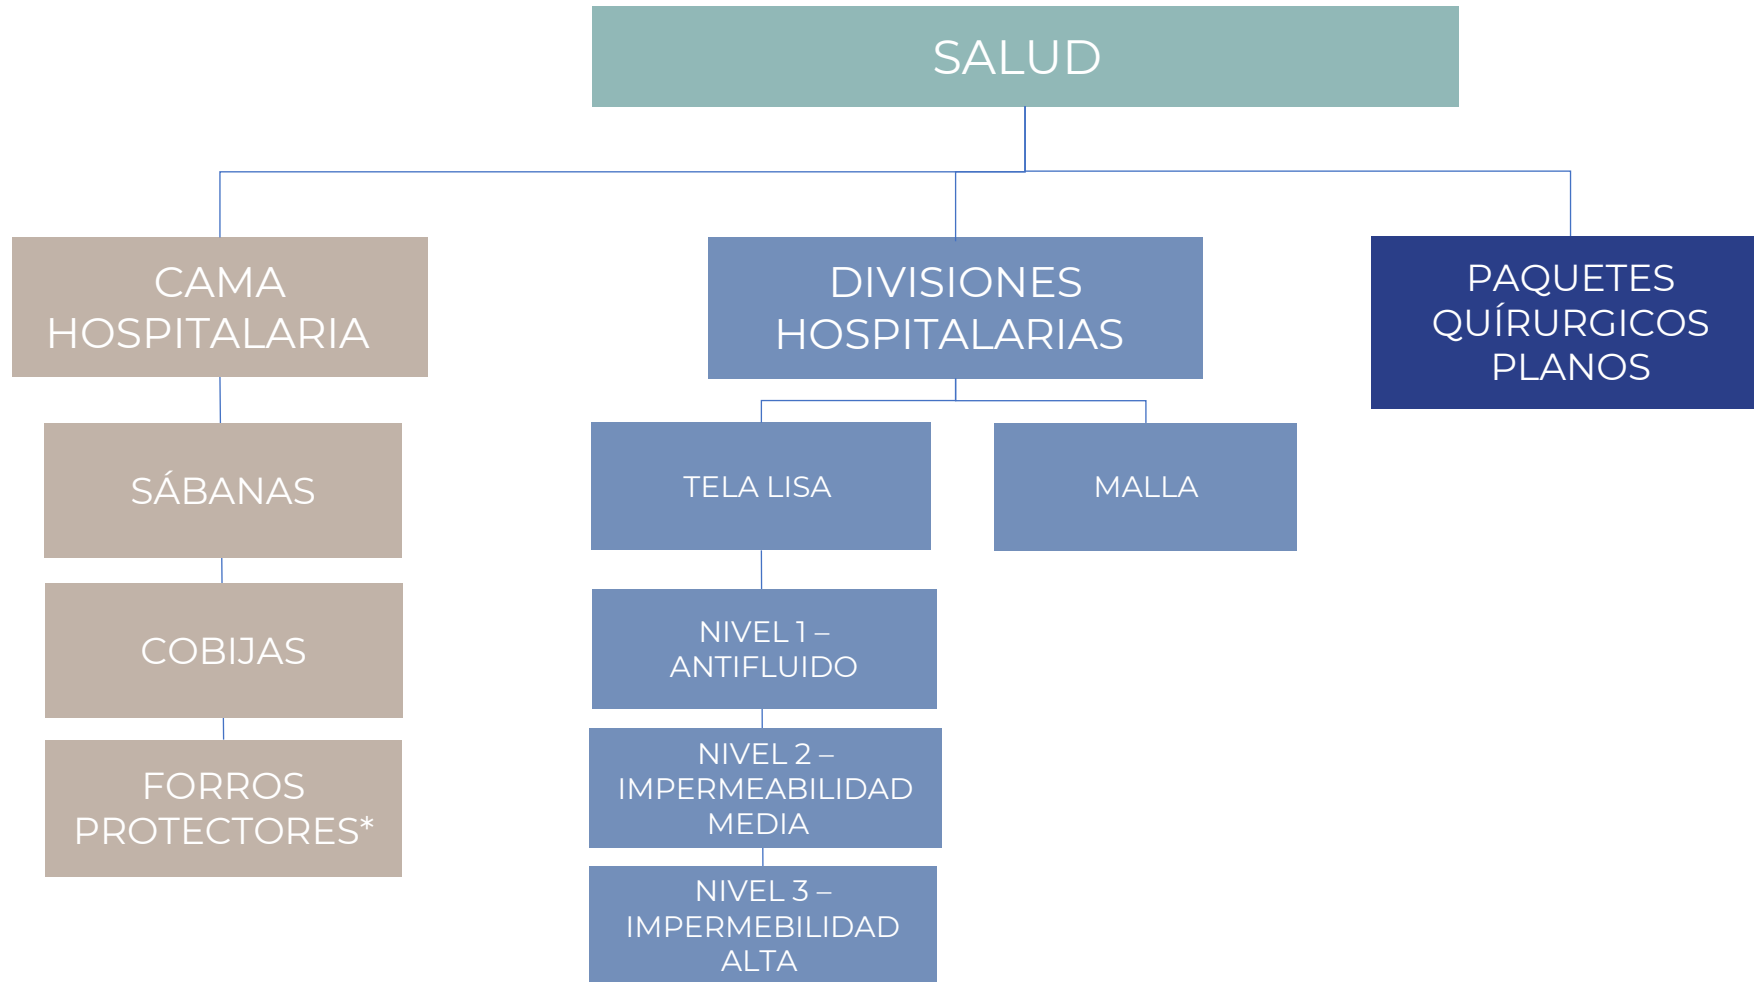 SALUD
CAMA
HOSPITALARIA
DIVISIONES
HOSPITALARIAS
PAQUETES
QUÍRURGICOS
PLANOS
SÁBANAS
TELA LISA
MALLA
COBIJAS
NIVEL 1 –
ANTIFLUIDO
FORROS
PROTECTORES*
NIVEL 2 –
IMPERMEABILIDAD
MEDIA
NIVEL 3 –
IMPERMEBILIDAD
ALTA